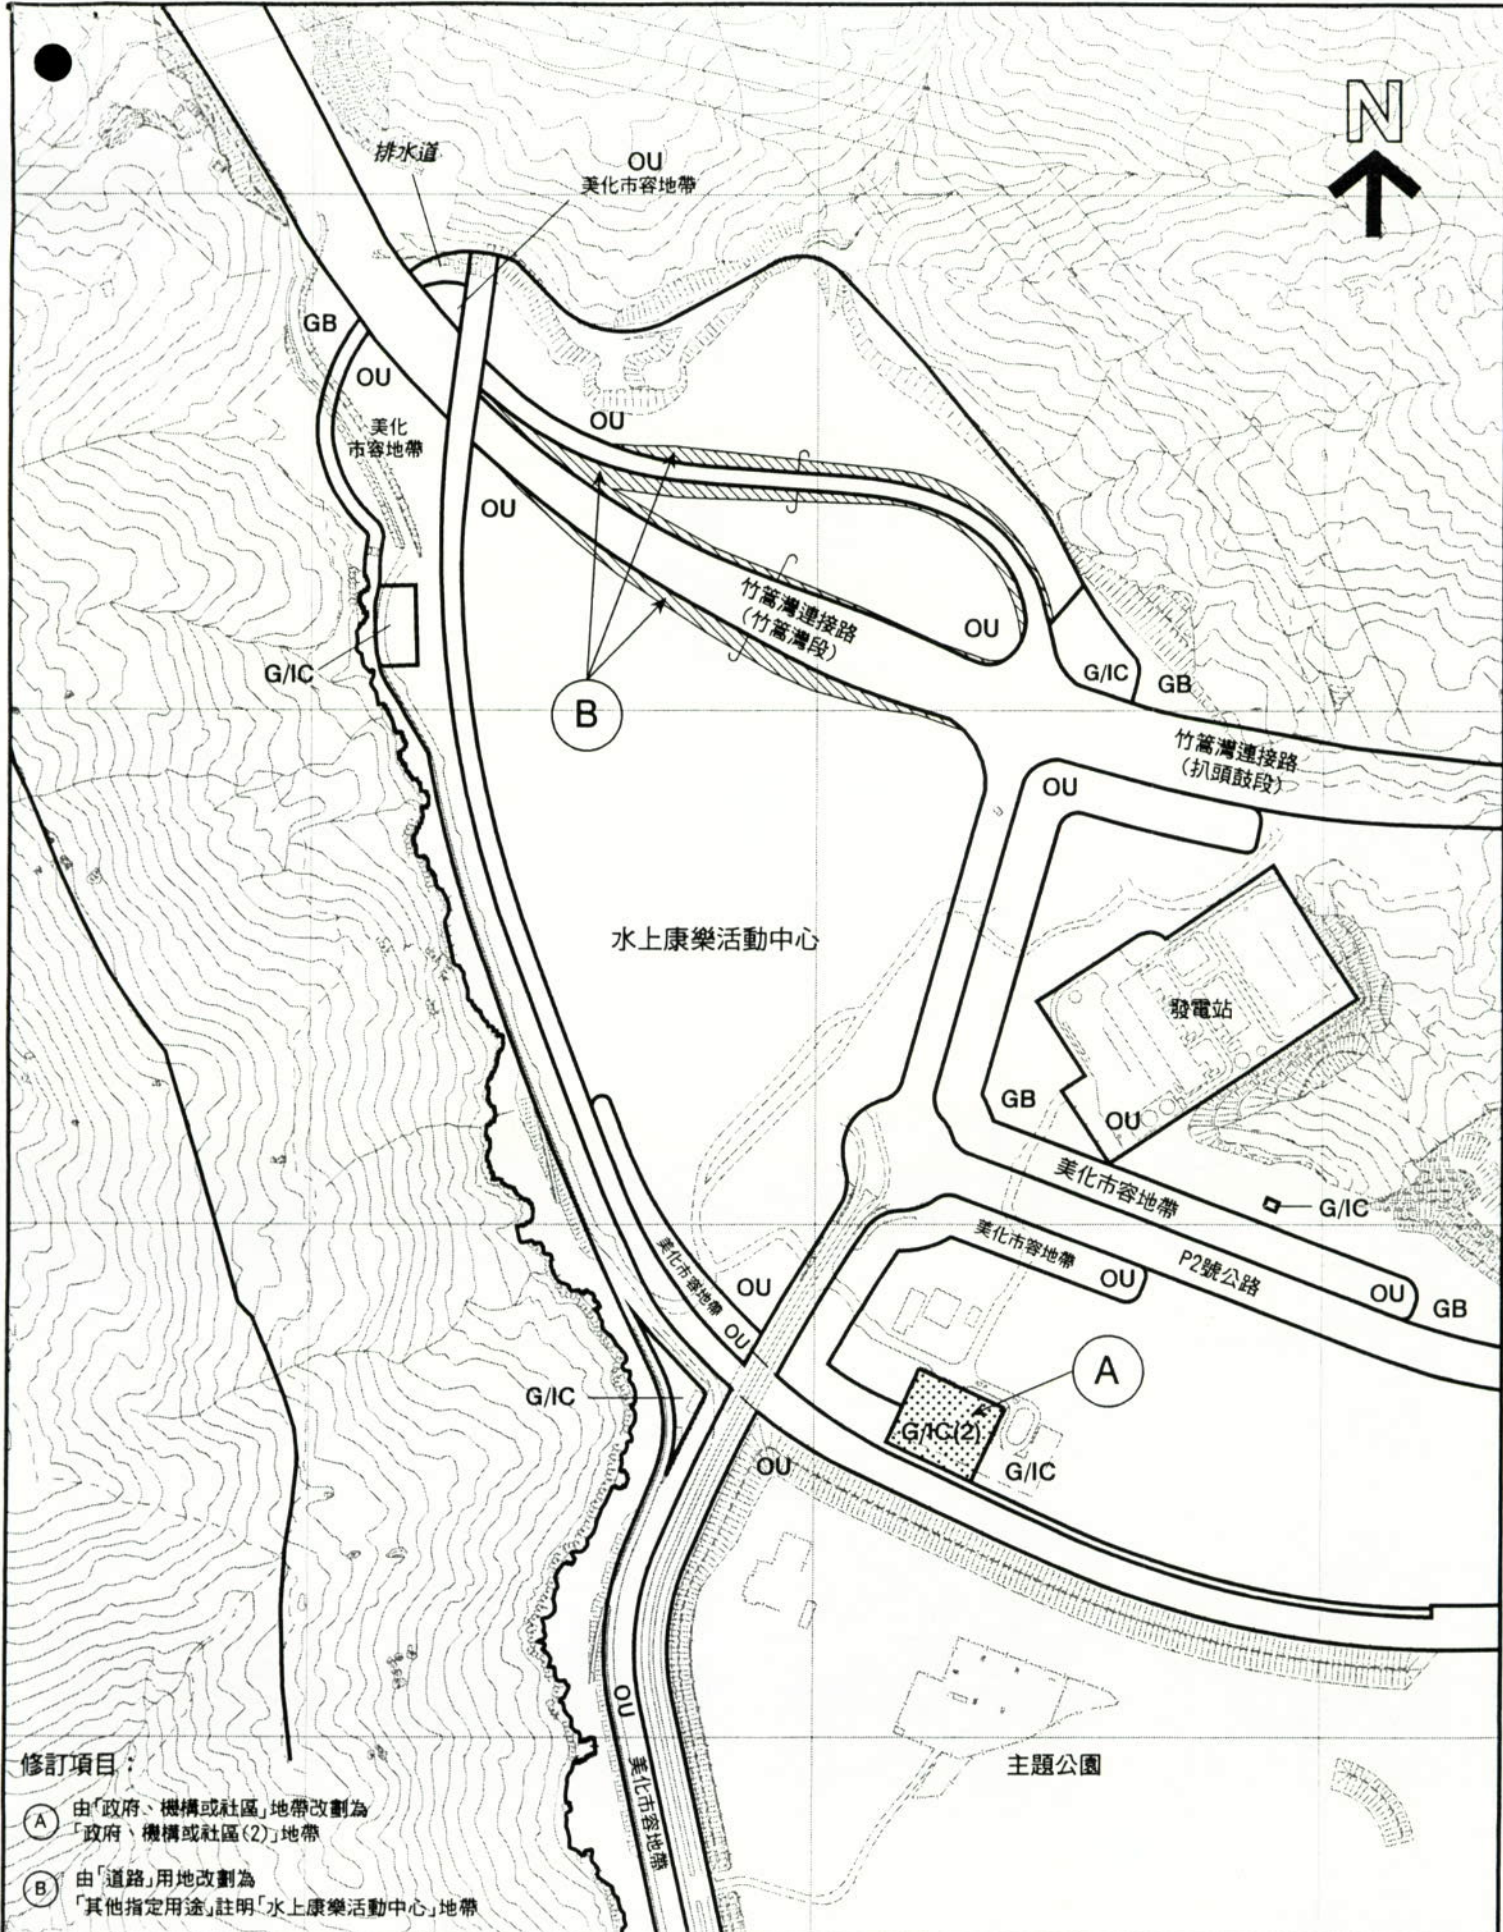 N
排水道
OU
美化市容地帶
GB
OU
美化
市容地帶
OU
OU
竹篙灣連接路
(竹篙灣段)
OU
G/IC
G/IC
GB
B
竹篙灣連接路
(扒頭鼓段)
OU
水上康樂活動中心
發電站
GB
OU
美化市容地帶
G/IC
美化市容地帶
P2號公路
美化市容地帶
OU
OU
OU
GB
OU
A
G/IC
G/IC(2)
OU
G/IC
OU
美化市容地帶
主題公園
修訂項目：
A
由「政府、機構或社區」地帶改劃為
「政府、機構或社區(2)」地帶
B
由「道路」用地改劃為
「其他指定用途」註明「水上康樂活動中心」地帶